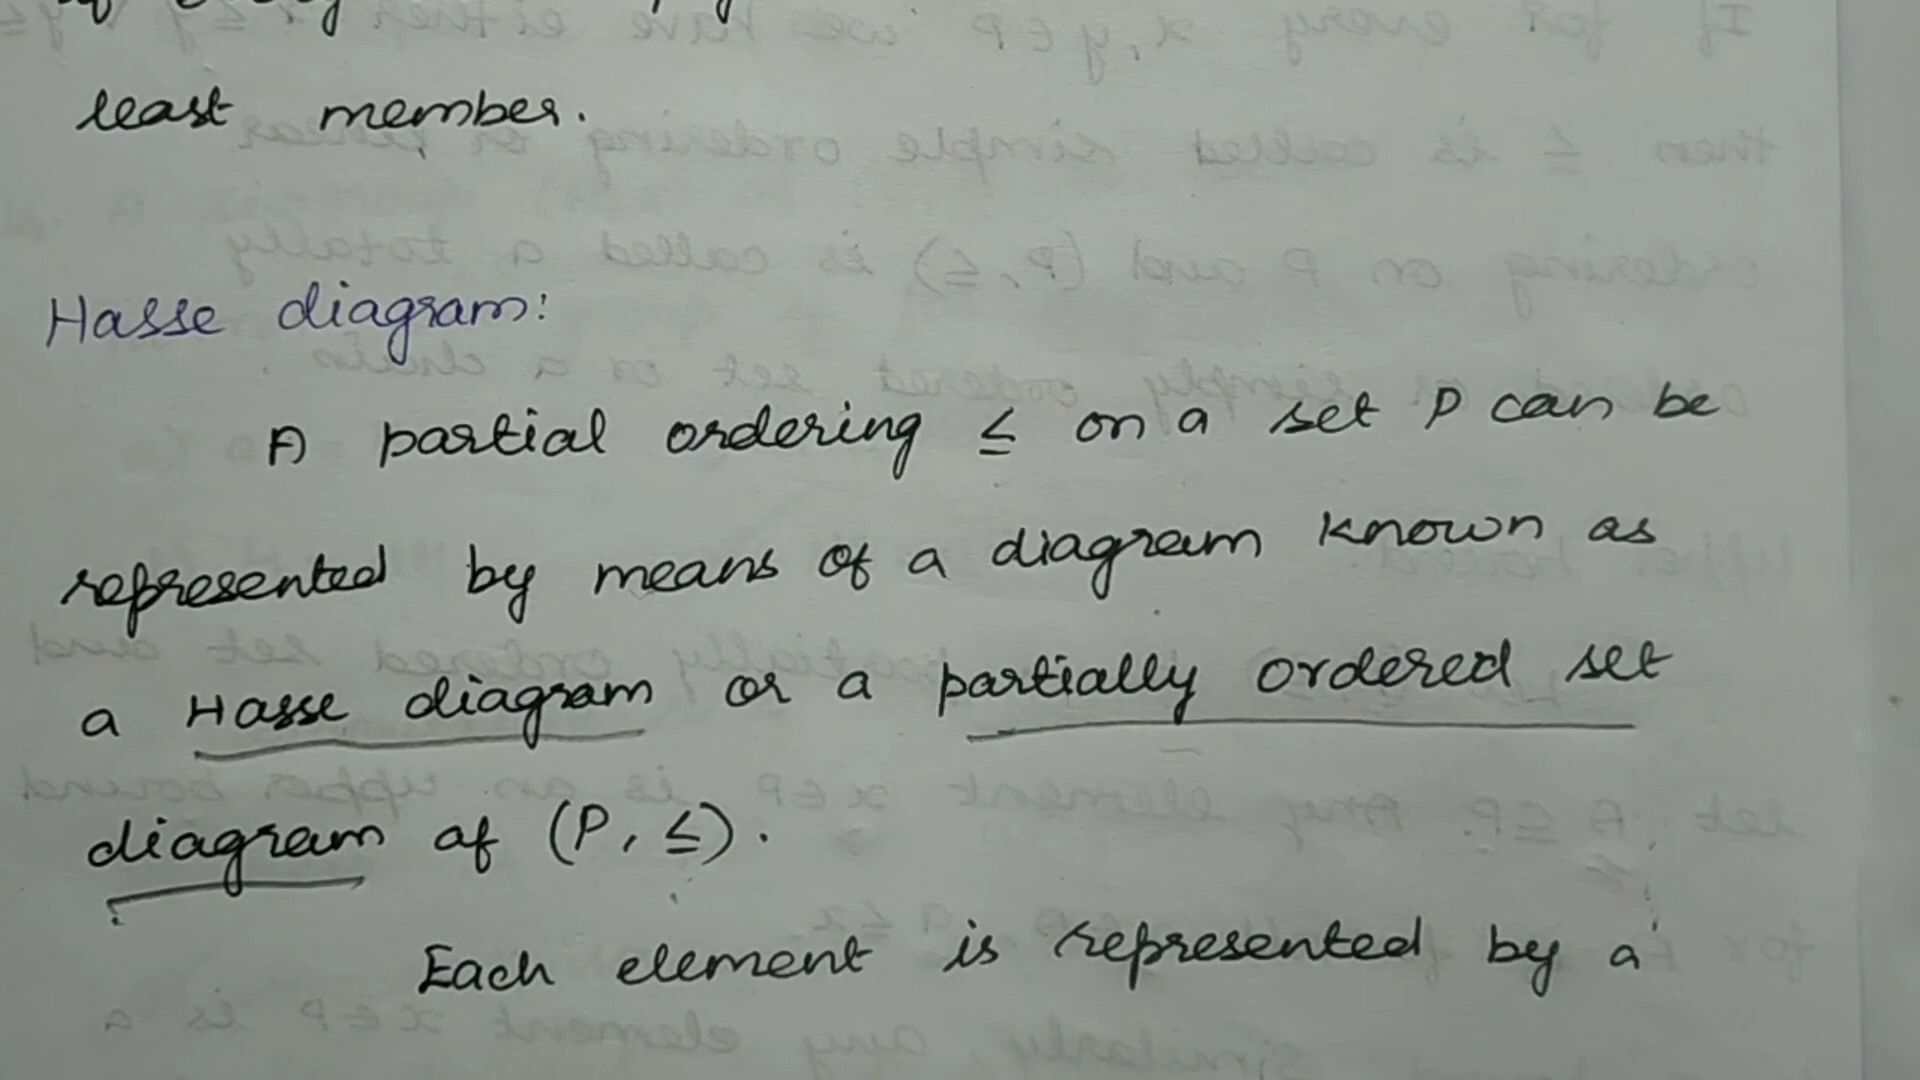 least member.
Hasse diagram:
A partial ordering ≤ on a set P can be
represented by means of a diagram known as
a Hasse diagram or a partially ordered set
diagram of (P, ≤).
Each element is represented by a